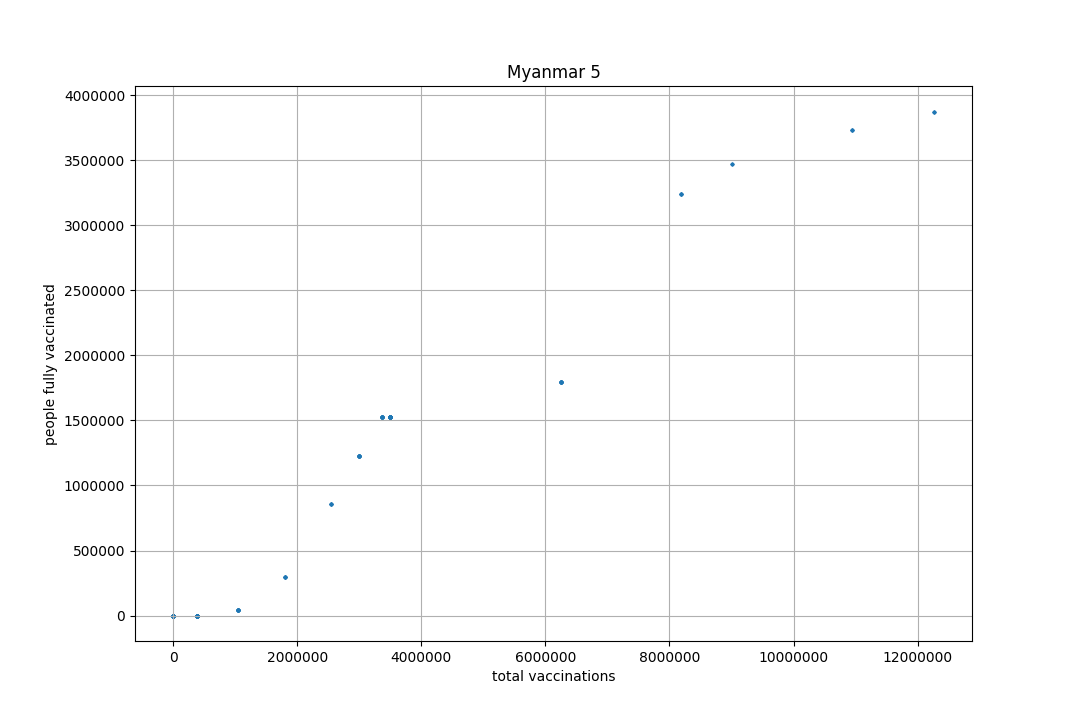 Myanmar 5
4000000
3500000
3000000
2500000
2000000
1500000
1000000
500000
0
people fully vaccinated
0 2000000 4000000 6000000 8000000 10000000 12000000
total vaccinations